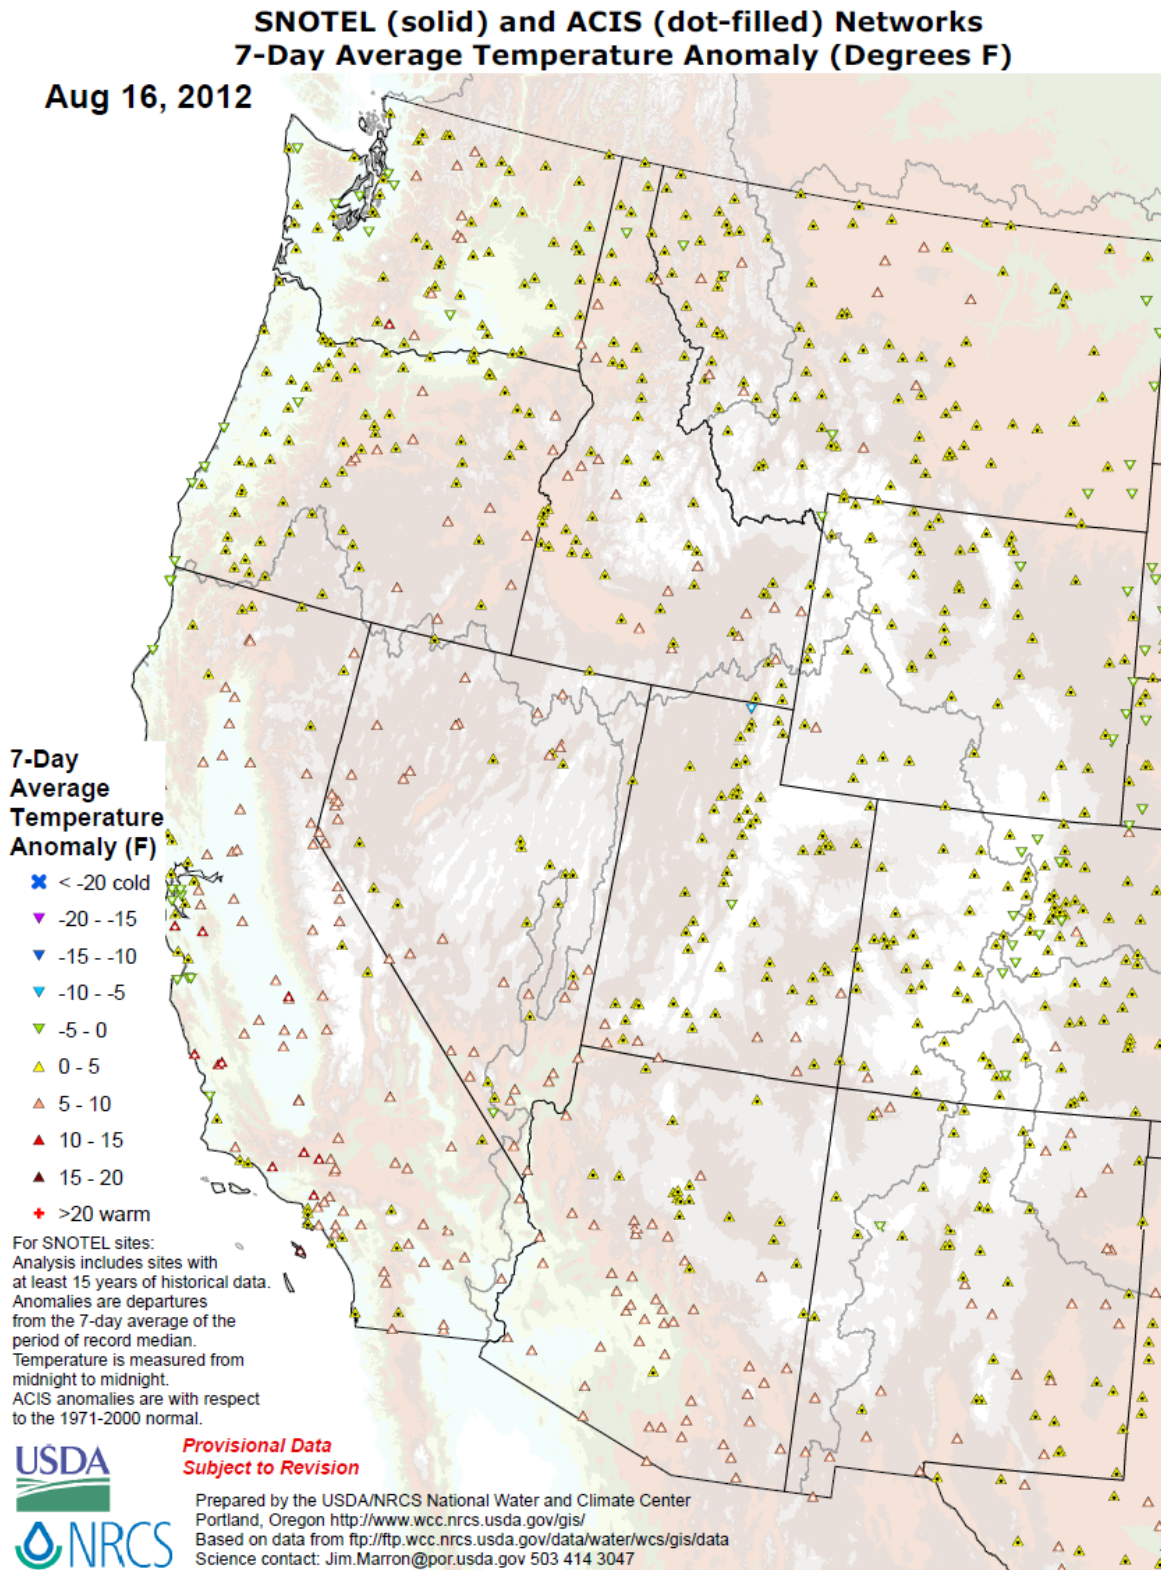 SNOTEL (solid) and ACIS (dot-filled) Networks
7-Day Average Temperature Anomaly (Degrees F)
Aug 16, 2012
7-Day
Average
Temperature
Anomaly (F)
< -20 cold
-20 - -15
-15 - -10
-10 - -5
-5 - 0
0 - 5
5 - 10
10 - 15
15 - 20
>20 warm
For SNOTEL sites:
Analysis includes sites with
at least 15 years of historical data.
Anomalies are departures
from the 7-day average of the
period of record median.
Temperature is measured from
midnight to midnight.
ACIS anomalies are with respect
to the 1971-2000 normal.
USDA
NRCS
Provisional Data
Subject to Revision
Prepared by the USDA/NRCS National Water and Climate Center
Portland, Oregon http://www.wcc.nrcs.usda.gov/gis/
Based on data from ftp://ftp.wcc.nrcs.usda.gov/data/water/wcs/gis/data
Science contact: Jim.Marron@por.usda.gov 503 414 3047